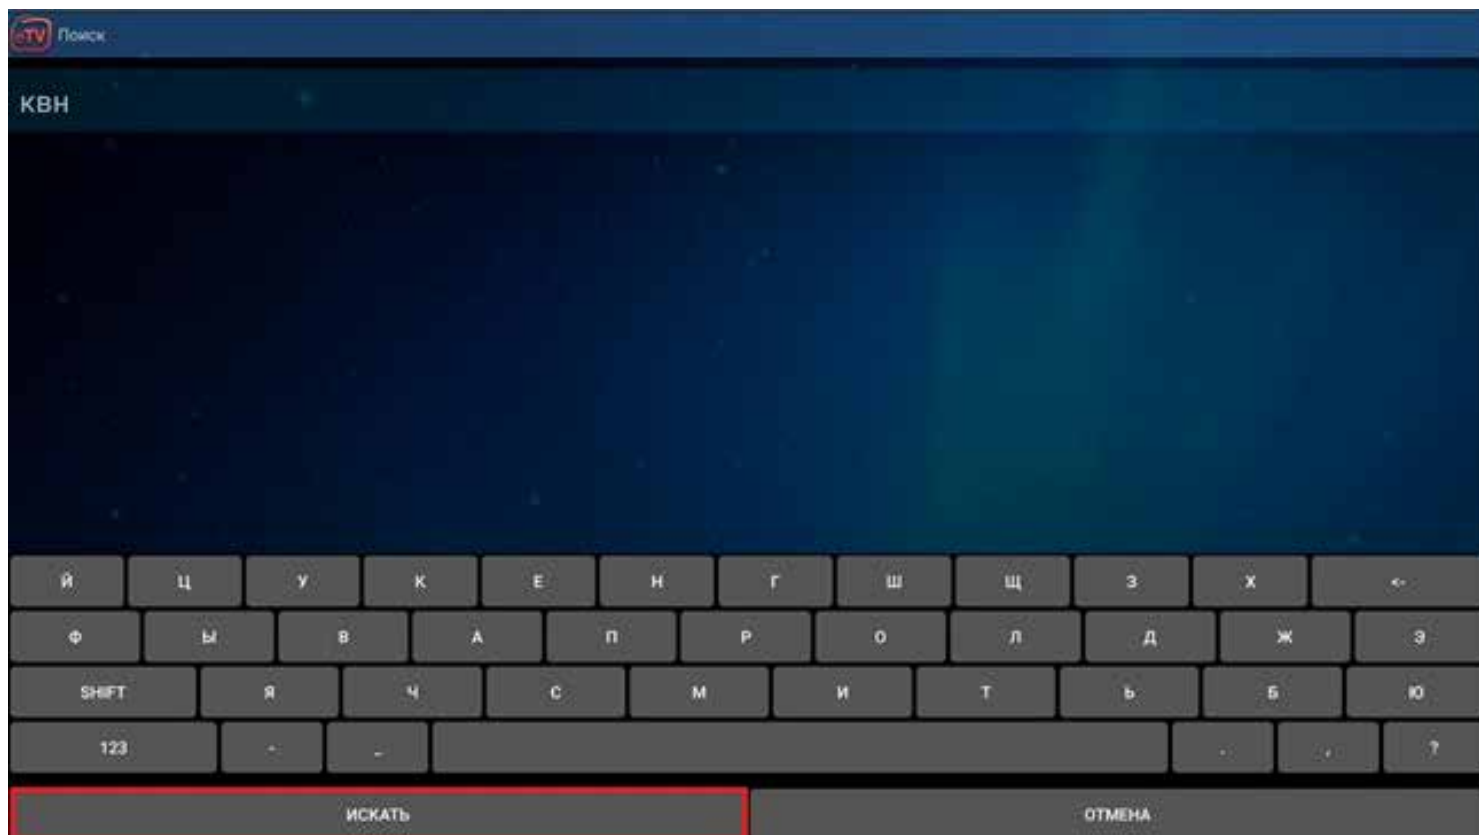 eTV Поиск
КВН
Й Ц У К Е Н Г Ш Щ З Х <-
Ф Ы В А П Р О Л Д Ж Э
SHIFT Я Ч С М И Т Ь Б Ю
123 - _ . , ?
ИСКАТЬ ОТМЕНА